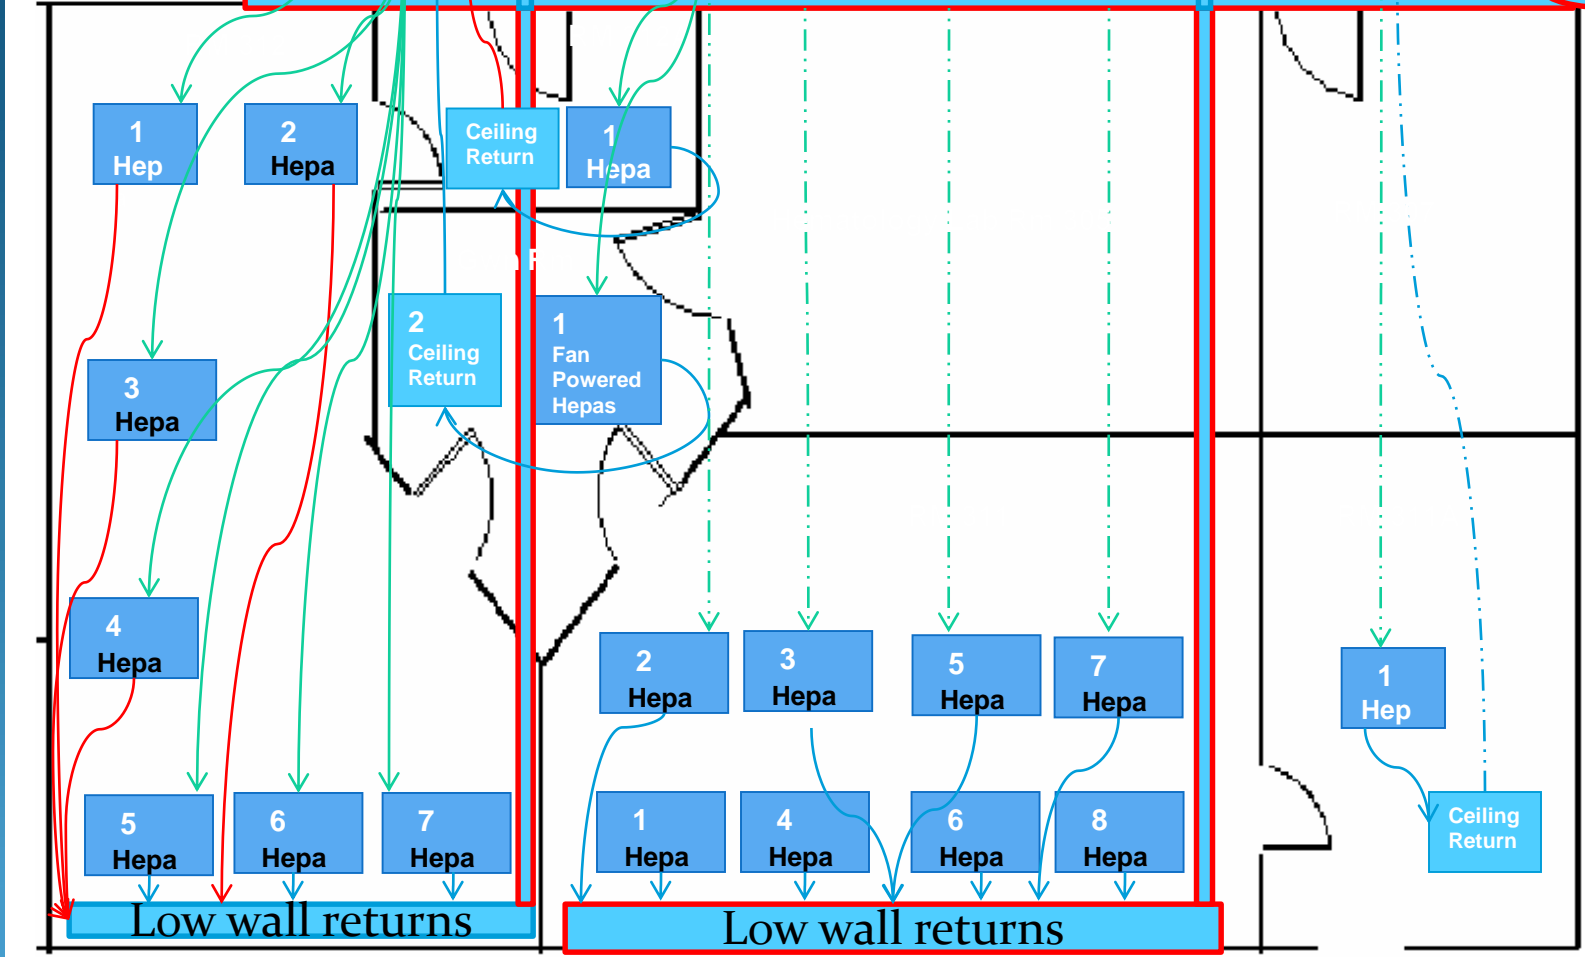 1
Hep
2
Hepa
Ceiling
Return
1
Hepa
2
Ceiling
Return
1
Fan
Powered
Hepas
3
Hepa
4
Hepa
2
Hepa
3
Hepa
5
Hepa
7
Hepa
1
Hep
5
Hepa
6
Hepa
7
Hepa
1
Hepa
4
Hepa
6
Hepa
8
Hepa
Ceiling
Return
Low wall returns
Low wall returns